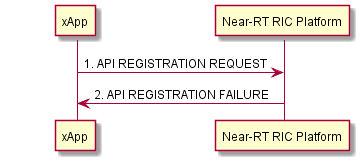 xApp Near-RT RIC Platform
1. API REGISTRATION REQUEST
2. API REGISTRATION FAILURE
xApp Near-RT RIC Platform